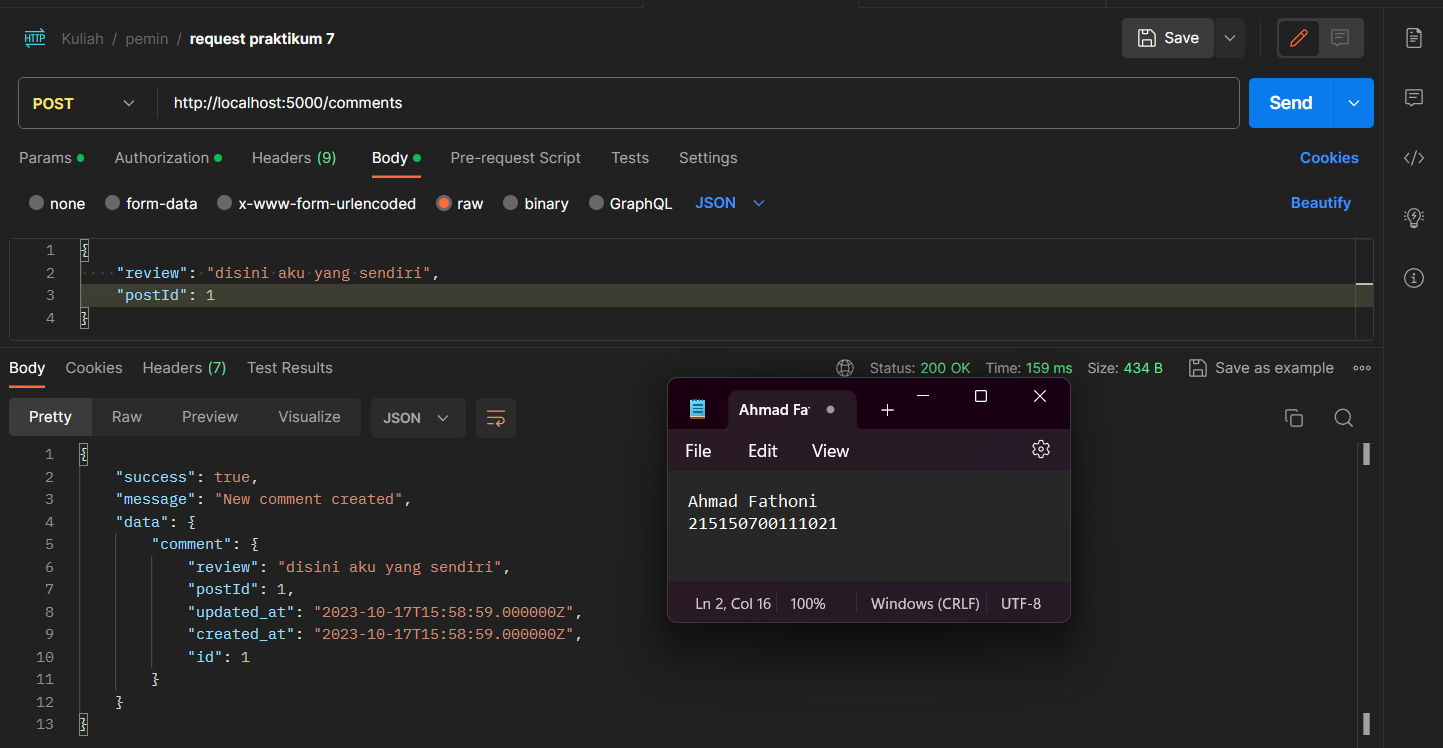 HTTP Kuliah / pemin / request praktikum 7 Save
POST http://localhost:5000/comments Send
Params Authorization Headers (9) Body Pre-request Script Tests Settings Cookies
none form-data x-www-form-urlencoded raw binary GraphQL JSON Beautify
1 {
2 "review": "disini aku yang sendiri",
3 "postId": 1
4 }
Body Cookies Headers (7) Test Results Status: 200 OK Time: 159 ms Size: 434 B Save as example
Pretty Raw Preview Visualize JSON
1 {
2 "success": true,
3 "message": "New comment created",
4 "data": {
5 "comment": {
6 "review": "disini aku yang sendiri",
7 "postId": 1,
8 "updated_at": "2023-10-17T15:58:59.000000Z",
9 "created_at": "2023-10-17T15:58:59.000000Z",
10 "id": 1
11 }
12 }
13 }
Ahmad Fa
File Edit View
Ahmad Fathoni
215150700111021
Ln 2, Col 16 100% Windows (CRLF) UTF-8